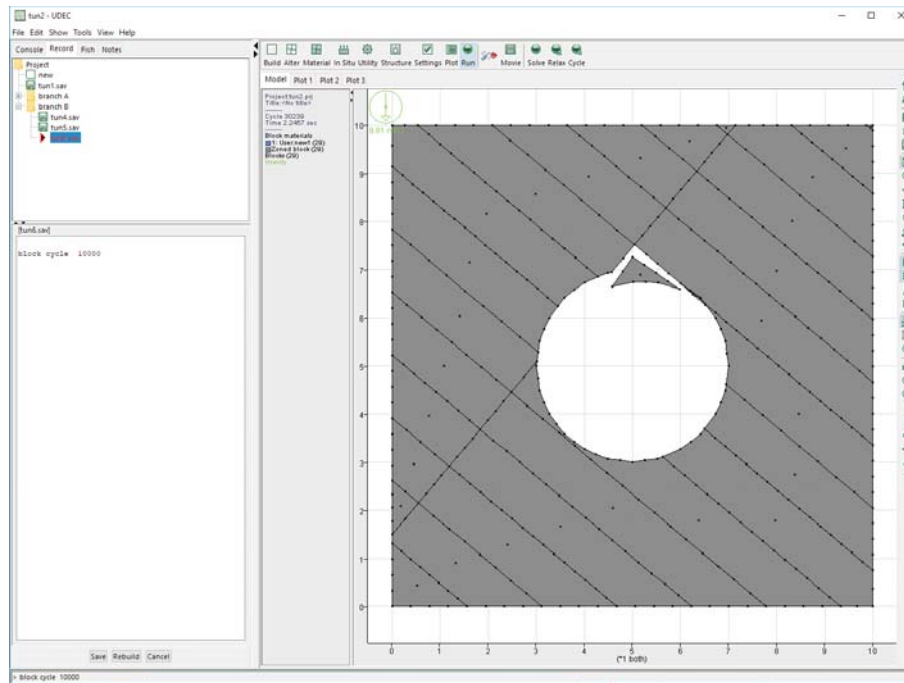 tun2 - UDEC
File Edit Show Tools View Help
Console Record Fish Notes
Build Alter Material In Situ Utility Structure Settings Plot Run Movie Solve Relax Cycle
Project
new
tun1.sav
branch A
branch B
tun4.sav
tun5.sav
[tun6.sav]
block cycle 10000
Save Rebuild Cancel
Model Plot 1 Plot 2 Plot 3
Project:tun2.prj
Title:<No title>
Cycle 30239
Time 2.2467 sec
Block materials
1: User:new1 (29)
Zoned block (29)
Blocks (29)
10
9
8
7
6
5
4
3
2
1
0
0 1 2 3 4 5 6 7 8 9 10
(*1 both)
> block cycle 10000